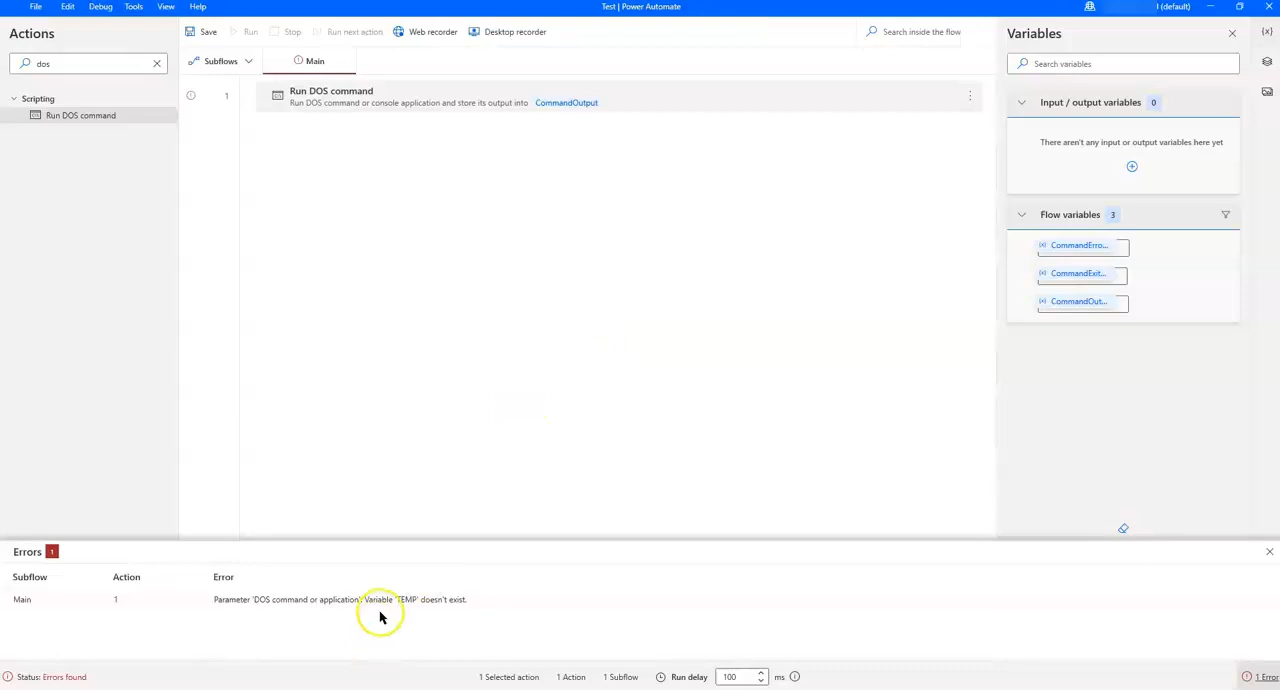 File Edit Debug Tools View Help
Test | Power Automate
(default)
Actions
dos
Scripting
Run DOS command
Save Run Stop Run next action Web recorder Desktop recorder
Search inside the flow
Subflows Main
1
Run DOS command
Run DOS command or console application and store its output into CommandOutput
Variables
{x}
Search variables
Input / output variables 0
There aren't any input or output variables here yet
Flow variables 3
{x} CommandErro...
{x} CommandExit...
{x} CommandOut...
Errors 1
Subflow Action Error
Main 1 Parameter 'DOS command or application': Variable 'TEMP' doesn't exist.
Status: Errors found
1 Selected action 1 Action 1 Subflow Run delay 100 ms
1 Error